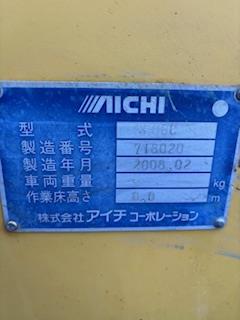 AICHI
型式
製造番号 716020
製造年月 2008.02
車両重量 kg
作業床高さ 0.0 m
株式会社アイチコーポレーション